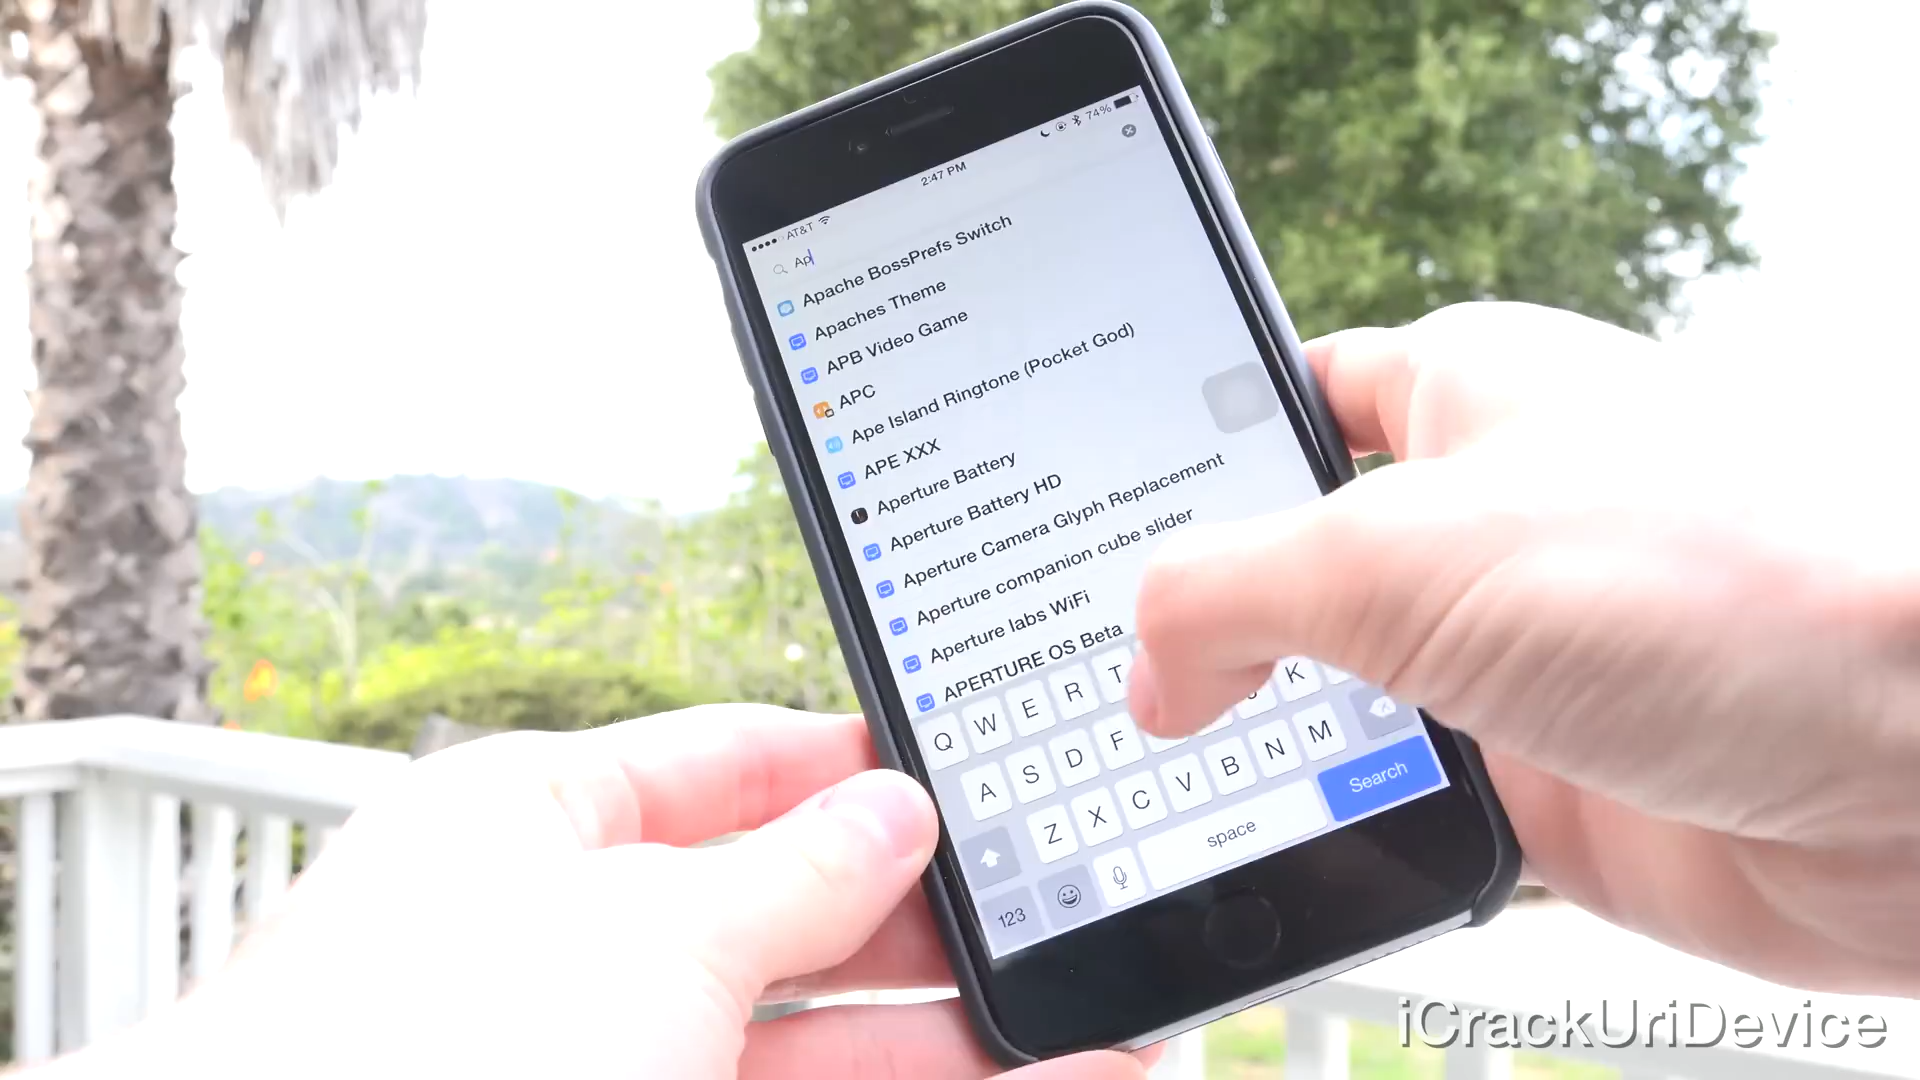 AT&T
2:47 PM
74%
Ap
Apache BossPrefs Switch
Apaches Theme
APB Video Game
APC
Ape Island Ringtone (Pocket God)
APE XXX
Aperture Battery
Aperture Battery HD
Aperture Camera Glyph Replacement
Aperture companion cube slider
Aperture labs WiFi
APERTURE OS Beta
Q W E R T K
A S D F
Z X C V B N M
123 space Search
iCrackUriDevice